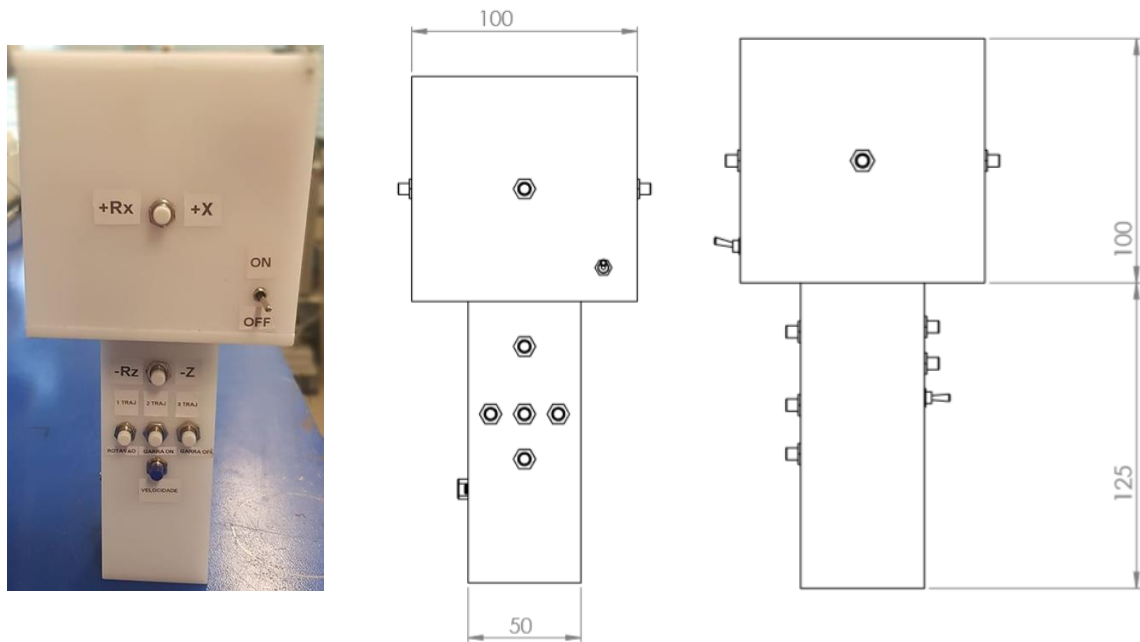 +Rx +X
ON
OFF
-Rz -Z
1 TRAJ 2 TRAJ 3 TRAJ
ROTAÇÃO GARRA ON GARRA OFF
VELOCIDADE
100
50
100
125